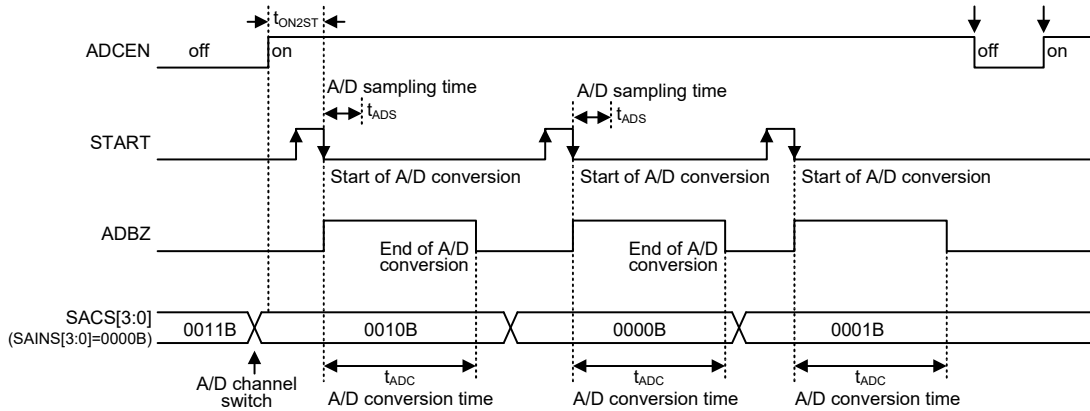 tON2ST
ADCEN off on off on
A/D sampling time A/D sampling time
tADS tADS
START
Start of A/D conversion Start of A/D conversion Start of A/D conversion
ADBZ
End of A/D conversion End of A/D conversion
SACS[3:0]
(SAINS[3:0]=0000B)
0011B 0010B 0000B 0001B
A/D channel switch
tADC tADC tADC
A/D conversion time A/D conversion time A/D conversion time